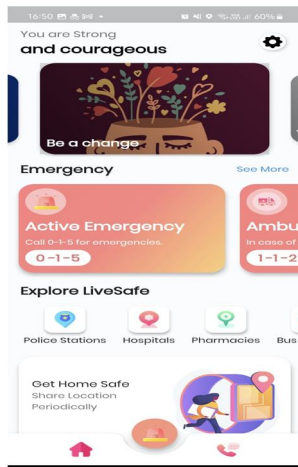 16:50
60%
You are Strong
and courageous
Be a change
Emergency
See More
Active Emergency
Call 0-1-5 for emergencies.
0-1-5
Ambu
In case of
1-1-2
Explore LiveSafe
Police Stations
Hospitals
Pharmacies
Bus
Get Home Safe
Share Location
Periodically